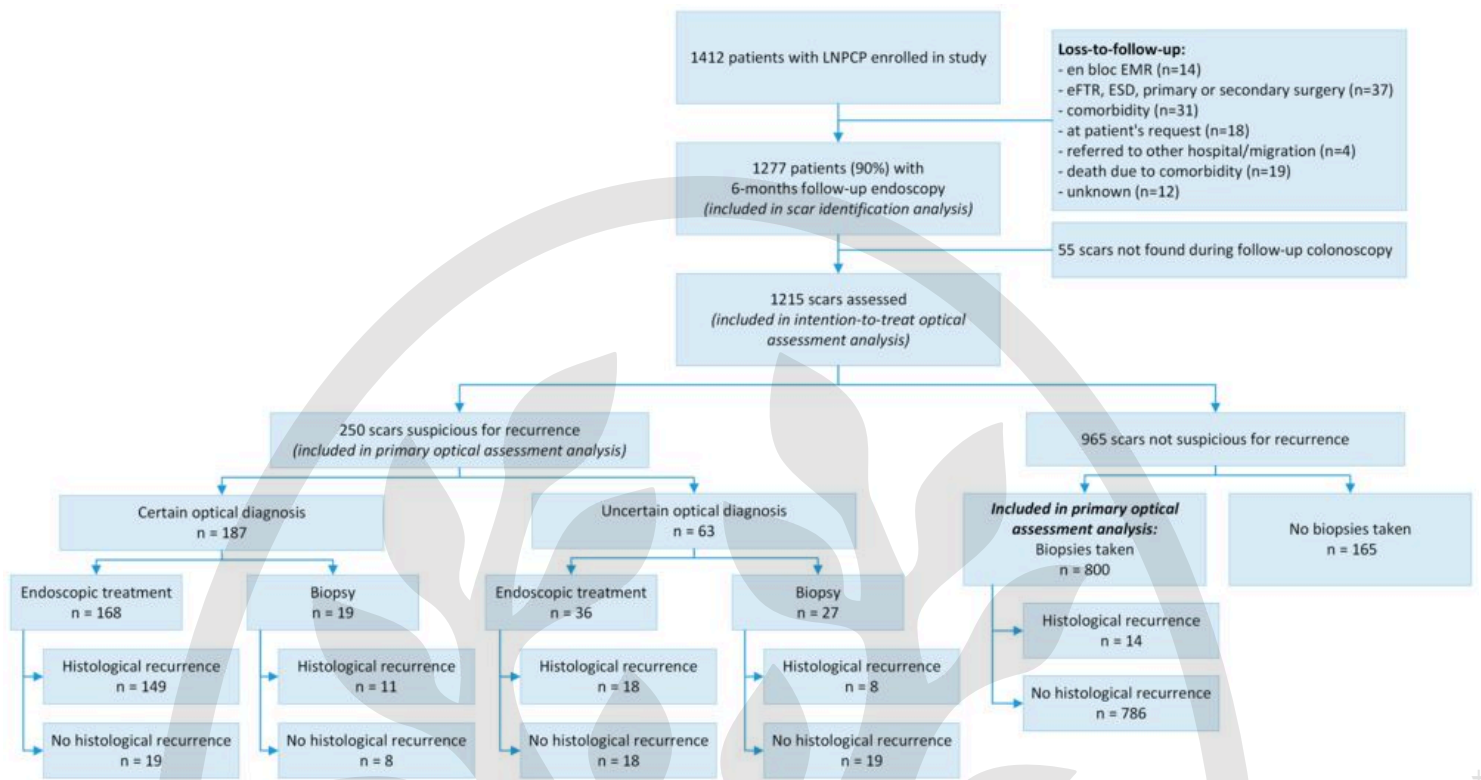 1412 patients with LNPCP enrolled in study
Loss-to-follow-up:
- en bloc EMR (n=14)
- eFTR, ESD, primary or secondary surgery (n=37)
- comorbidity (n=31)
- at patient's request (n=18)
- referred to other hospital/migration (n=4)
- death due to comorbidity (n=19)
- unknown (n=12)
1277 patients (90%) with
6-months follow-up endoscopy
(included in scar identification analysis)
55 scars not found during follow-up colonoscopy
1215 scars assessed
(included in intention-to-treat optical
assessment analysis)
250 scars suspicious for recurrence
(included in primary optical assessment analysis)
965 scars not suspicious for recurrence
Certain optical diagnosis
n = 187
Uncertain optical diagnosis
n = 63
Included in primary optical
assessment analysis:
Biopsies taken
n = 800
No biopsies taken
n = 165
Endoscopic treatment
n = 168
Biopsy
n = 19
Endoscopic treatment
n = 36
Biopsy
n = 27
Histological recurrence
n = 149
Histological recurrence
n = 11
Histological recurrence
n = 18
Histological recurrence
n = 8
Histological recurrence
n = 14
No histological recurrence
n = 19
No histological recurrence
n = 8
No histological recurrence
n = 18
No histological recurrence
n = 19
No histological recurrence
n = 786